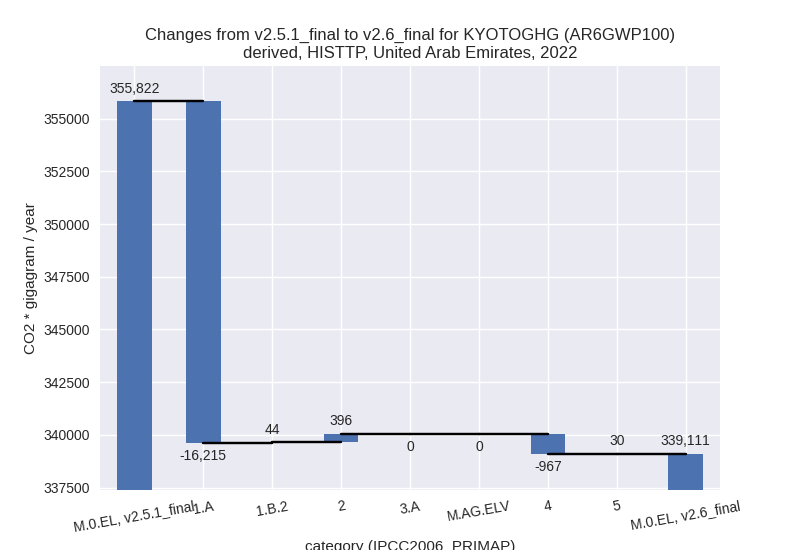 Changes from v2.5.1_final to v2.6_final for KYOTOGHG (AR6GWP100)
derived, HISTTP, United Arab Emirates, 2022
355,822
355000
352500
350000
347500
345000
342500
340000
337500
CO2 * gigagram / year
-16,215
44
396
0
0
-967
30
339,111
M.0.EL, v2.5.1_final
1.A
1.B.2
2
3.A
M.AG.ELV
4
5
M.0.EL, v2.6_final
category (IPCC2006_PRIMAP)